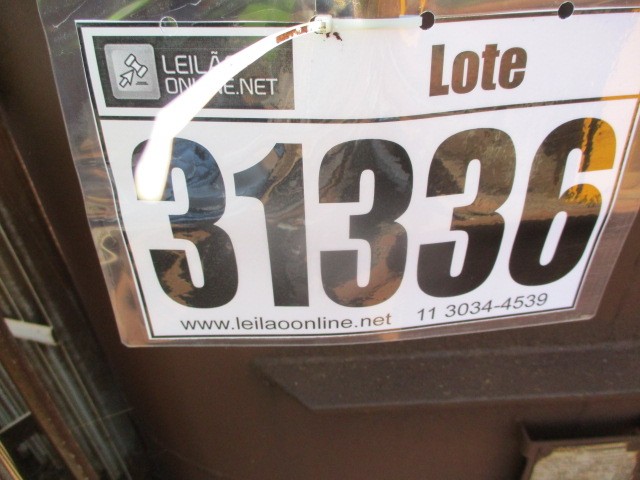 LEILÃO
ONLINE.NET
Lote
31336
www.leilaoonline.net 11 3034-4539